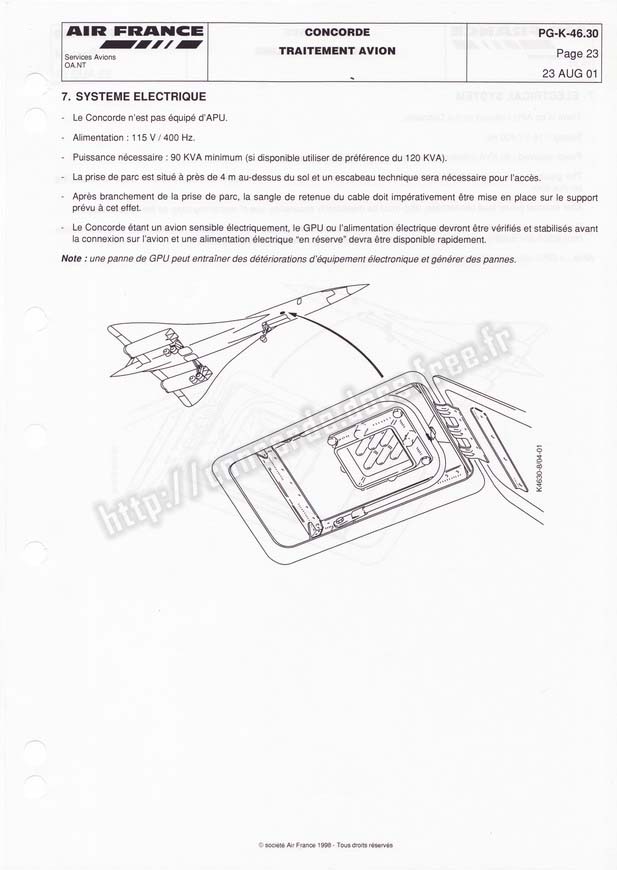 AIR FRANCE
Services Avions
OA.NT
CONCORDE
TRAITEMENT AVION
PG-K-46.30
Page 23
23 AUG 01
7. SYSTEME ELECTRIQUE
- Le Concorde n'est pas équipé d'APU.
- Alimentation : 115 V / 400 Hz.
- Puissance nécessaire : 90 KVA minimum (si disponible utiliser de préférence du 120 KVA).
- La prise de parc est situé à près de 4 m au-dessus du sol et un escabeau technique sera nécessaire pour l'accès.
- Après branchement de la prise de parc, la sangle de retenue du cable doit impérativement être mise en place sur le support
prévu à cet effet.
- Le Concorde étant un avion sensible électriquement, le GPU ou l'alimentation électrique devront être vérifiés et stabilisés avant
la connexion sur l'avion et une alimentation électrique "en réserve" devra être disponible rapidement.
Note : une panne de GPU peut entraîner des détériorations d'équipement électronique et générer des pannes.
K4630-8/04-01
© société Air France 1998 - Tous droits réservés